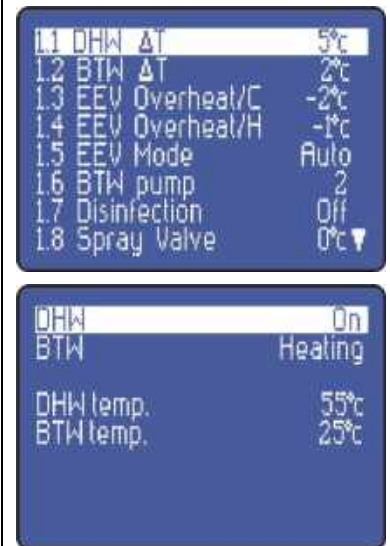 1.1 DHW ΔT 5°c
1.2 BTW ΔT 2°c
1.3 EEV Overheat/C -2°c
1.4 EEV Overheat/H -1°c
1.5 EEV Mode Auto
1.6 BTW pump 2
1.7 Disinfection Off
1.8 Spray Valve 0°c ▼
DHW On
BTW Heating
DHW temp. 55°c
BTW temp. 25°c